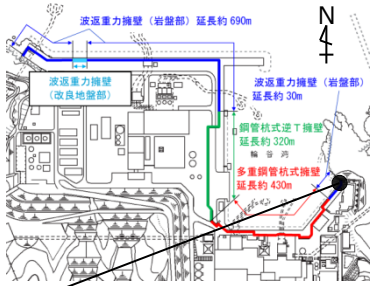 波返重力擁壁（岩盤部）延長約690m
N
波返重力擁壁
（改良地盤部）
波返重力擁壁（岩盤部）
延長約30m
鋼管杭式逆T擁壁
延長約320m
輪谷湾
多重鋼管杭式擁壁
延長約430m